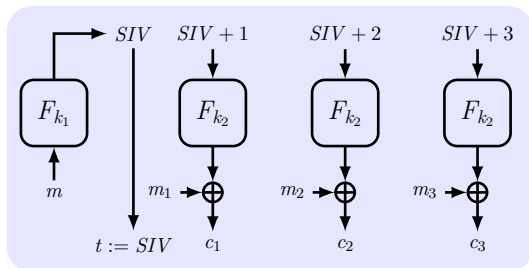 SIV SIV + 1 SIV + 2 SIV + 3
F_{k_1} F_{k_2} F_{k_2} F_{k_2}
m m_1 ⊕ m_2 ⊕ m_3 ⊕
t := SIV c_1 c_2 c_3